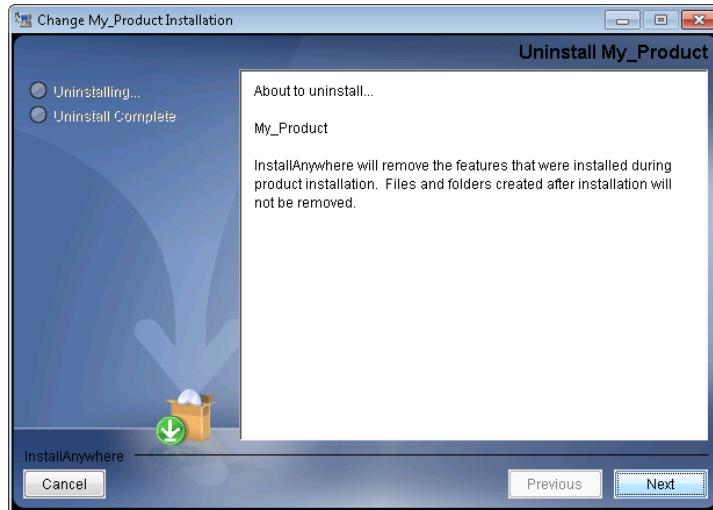 Change My_Product Installation
Uninstall My_Product
Uninstalling...
Uninstall Complete
About to uninstall...
My_Product
InstallAnywhere will remove the features that were installed during
product installation.  Files and folders created after installation will
not be removed.
InstallAnywhere
Cancel
Previous
Next